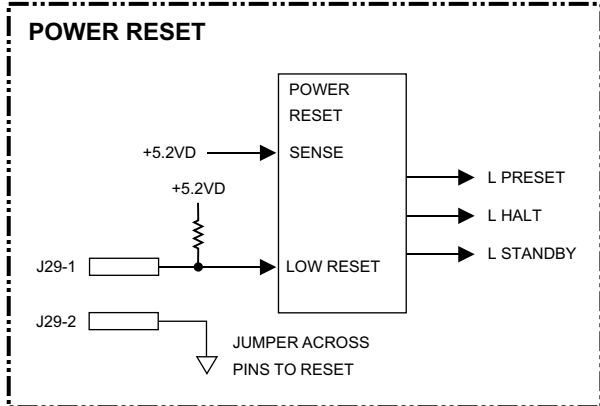 POWER RESET
POWER
RESET
+5.2VD
SENSE
+5.2VD
L PRESET
L HALT
L STANDBY
J29-1
LOW RESET
J29-2
JUMPER ACROSS
PINS TO RESET